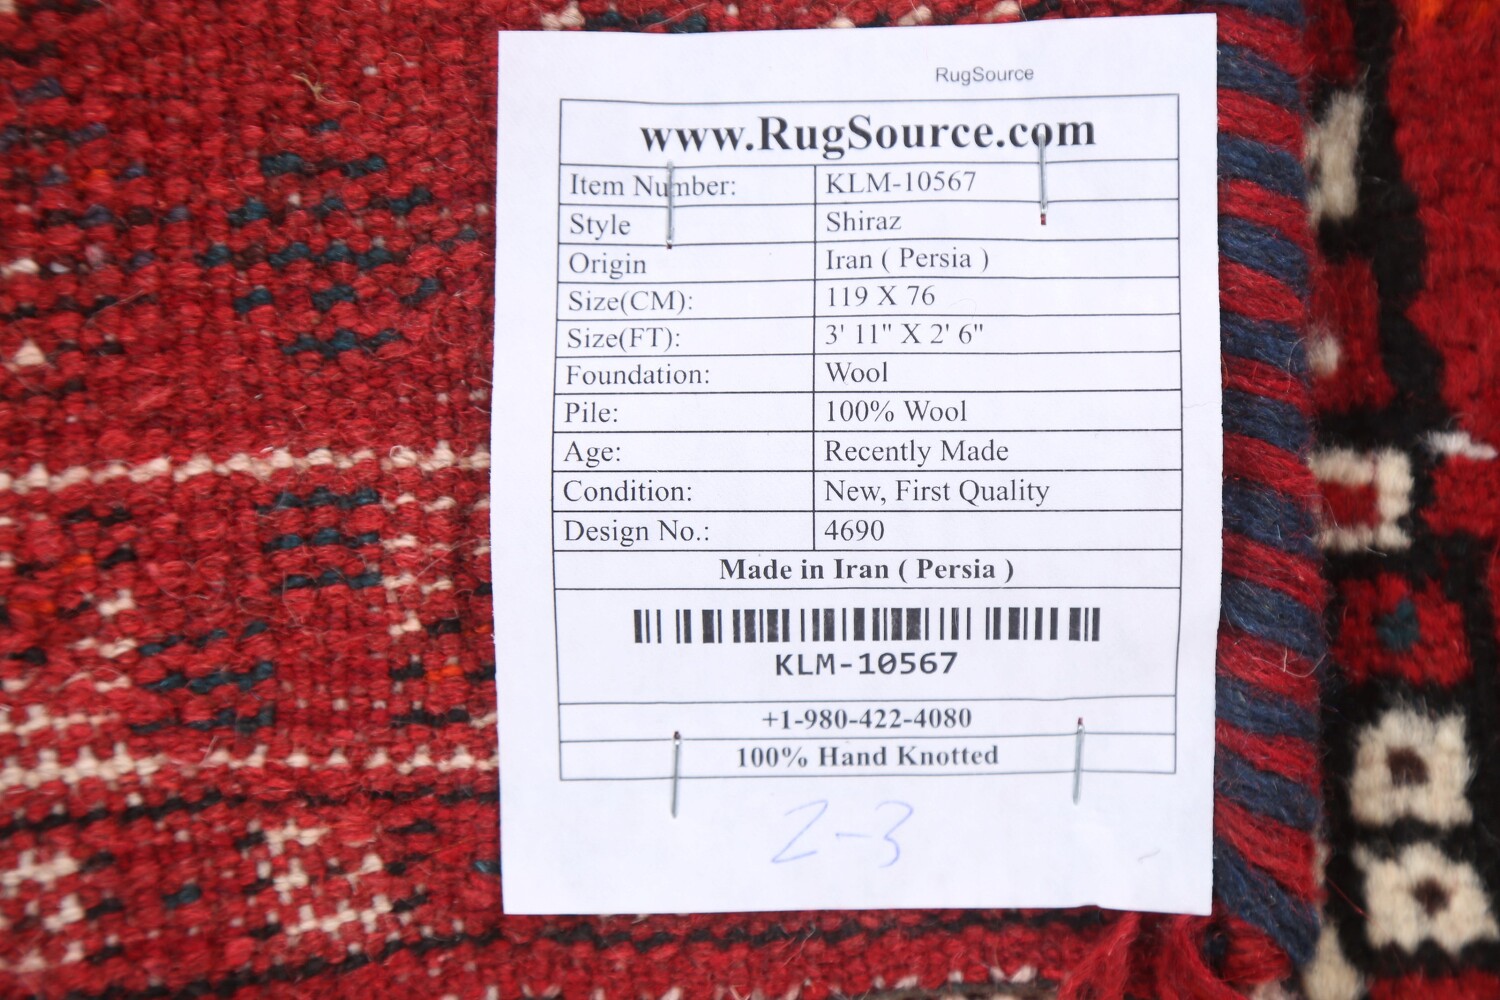 RugSource
www.RugSource.com
Item Number: KLM-10567
Style Shiraz
Origin Iran ( Persia )
Size(CM): 119 X 76
Size(FT): 3' 11" X 2' 6"
Foundation: Wool
Pile: 100% Wool
Age: Recently Made
Condition: New, First Quality
Design No.: 4690
Made in Iran ( Persia )
KLM-10567
+1-980-422-4080
100% Hand Knotted
2-3